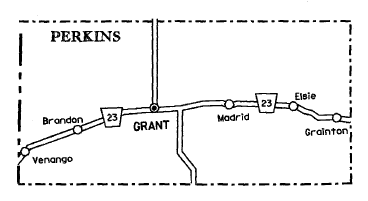 PERKINS
Elsie
23
23
Brandon
GRANT
Madrid
Grainton
Venango